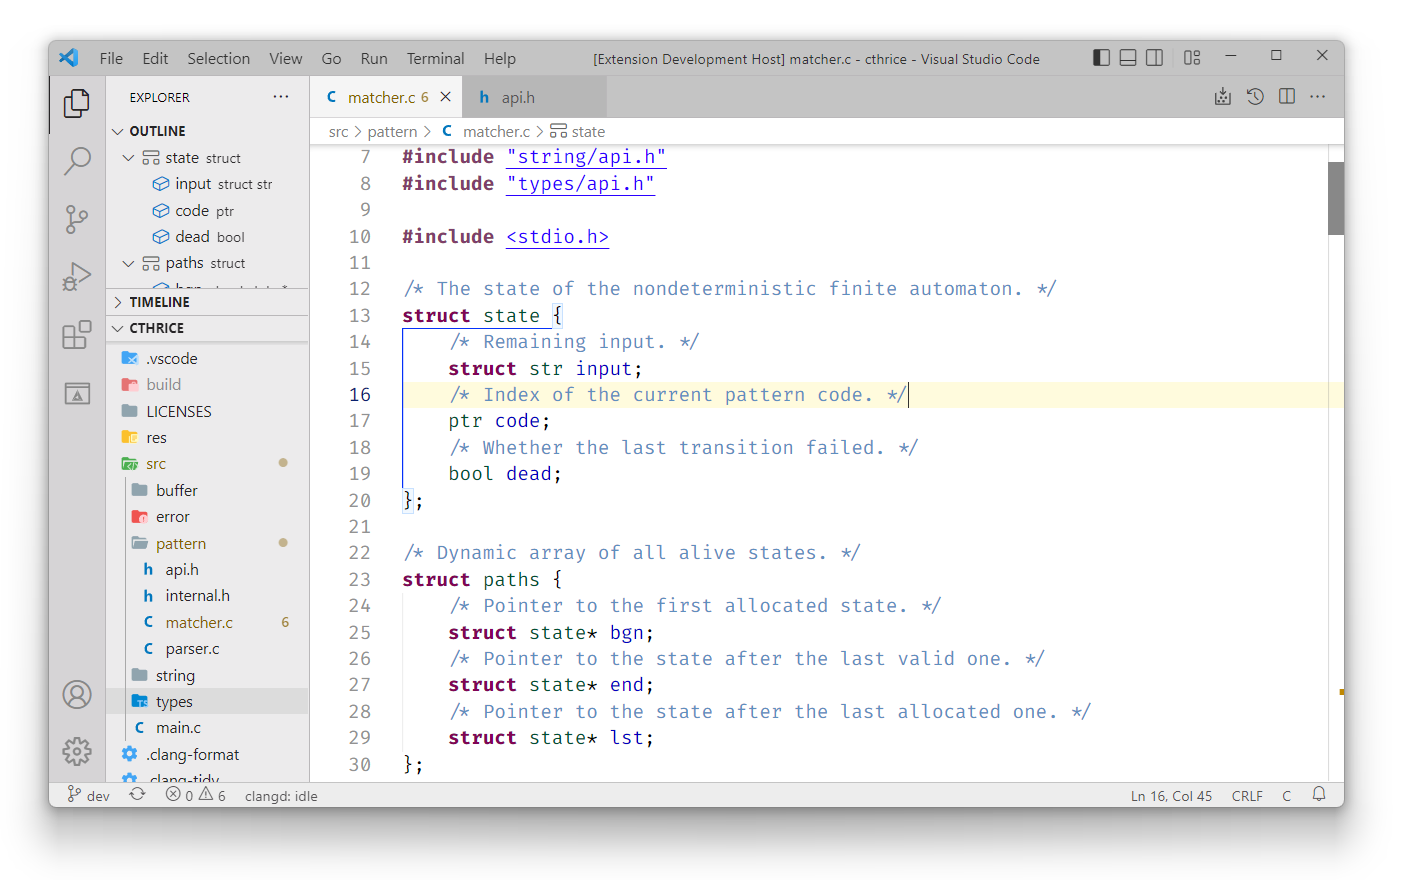 File Edit Selection View Go Run Terminal Help [Extension Development Host] matcher.c - cthrice - Visual Studio Code
EXPLORER
OUTLINE
state struct
input struct str
code ptr
dead bool
paths struct
TIMELINE
CTHRICE
.vscode
build
LICENSES
res
src
buffer
error
pattern
h api.h
h internal.h
C matcher.c 6
C parser.c
string
types
C main.c
.clang-format
.clang-tidy
C matcher.c 6 h api.h
src > pattern > C matcher.c > state
7 #include "string/api.h"
8 #include "types/api.h"
9
10 #include <stdio.h>
11
12 /* The state of the nondeterministic finite automaton. */
13 struct state {
14 /* Remaining input. */
15 struct str input;
16 /* Index of the current pattern code. */
17 ptr code;
18 /* Whether the last transition failed. */
19 bool dead;
20 };
21
22 /* Dynamic array of all alive states. */
23 struct paths {
24 /* Pointer to the first allocated state. */
25 struct state* bgn;
26 /* Pointer to the state after the last valid one. */
27 struct state* end;
28 /* Pointer to the state after the last allocated one. */
29 struct state* lst;
30 };
dev 0 6 clangd: idle Ln 16, Col 45 CRLF C